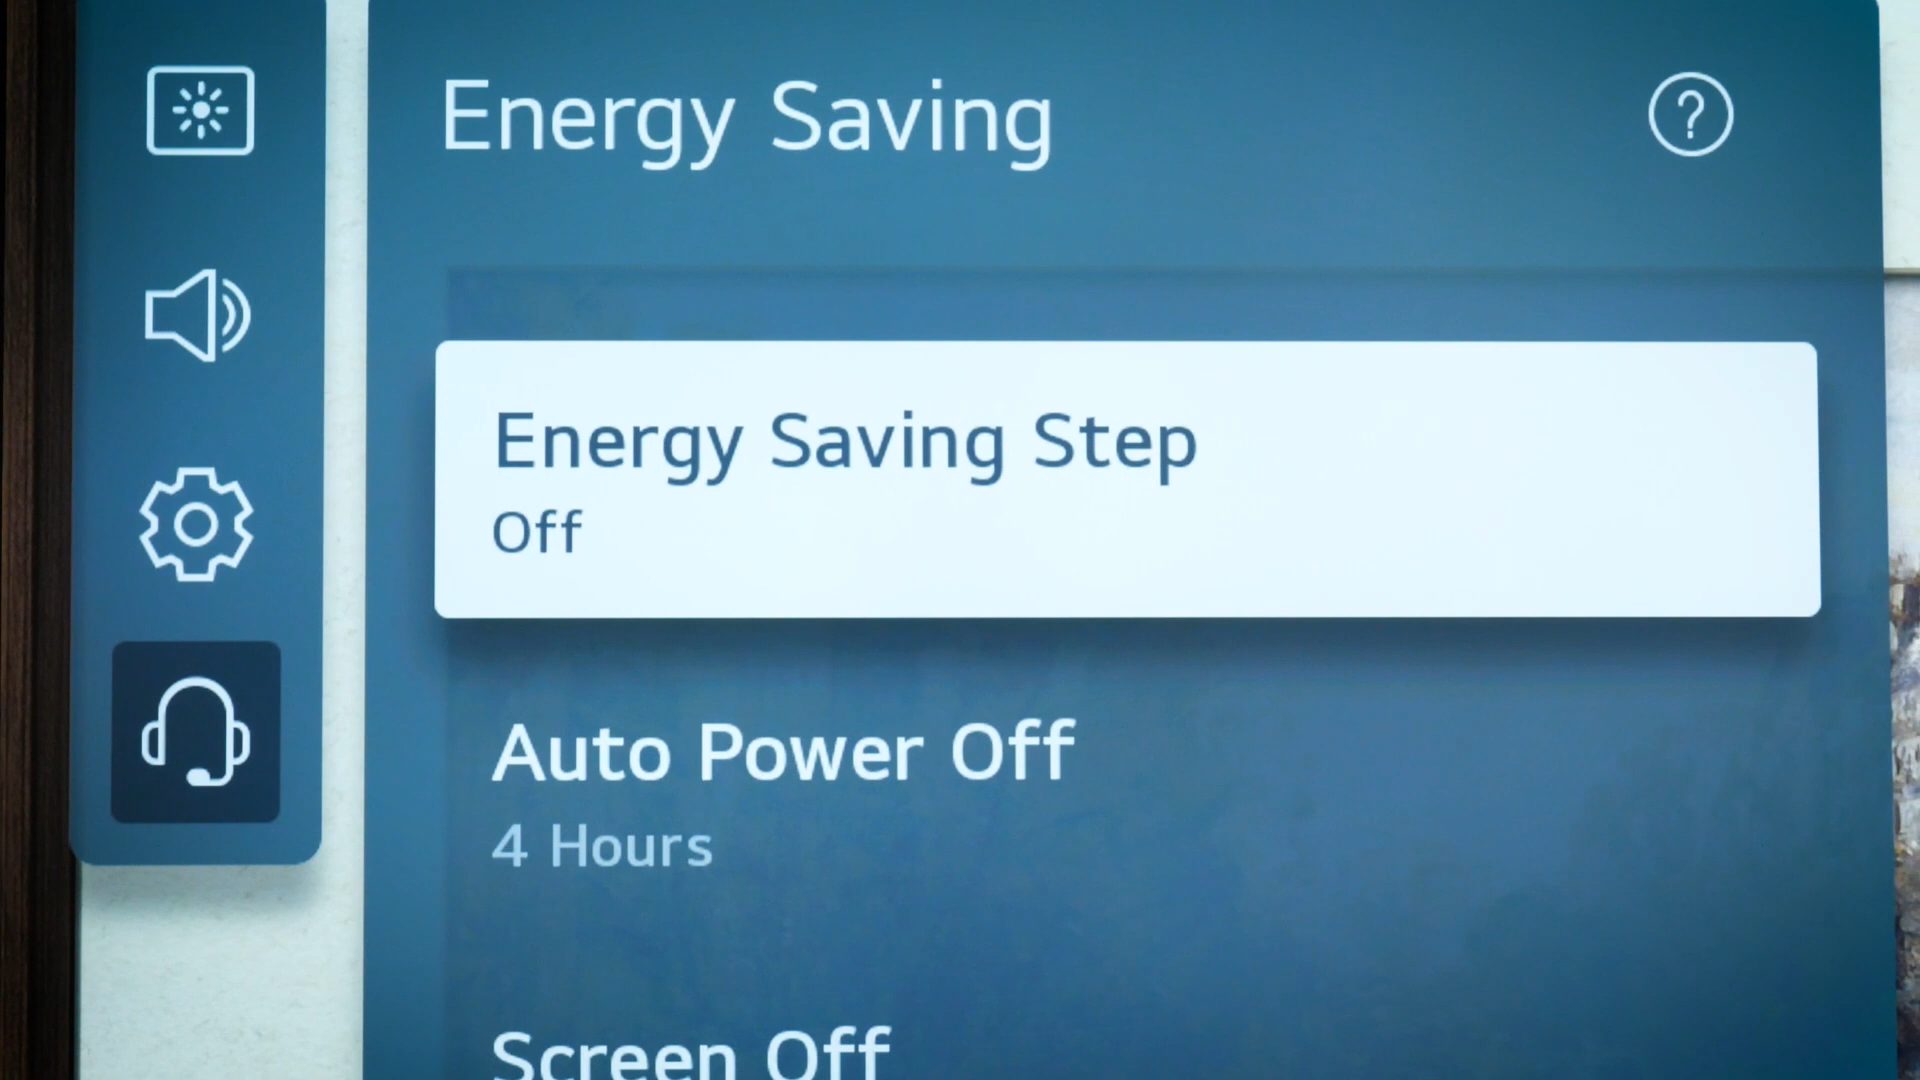 Energy Saving
?
Energy Saving Step
Off
Auto Power Off
4 Hours
Screen Off